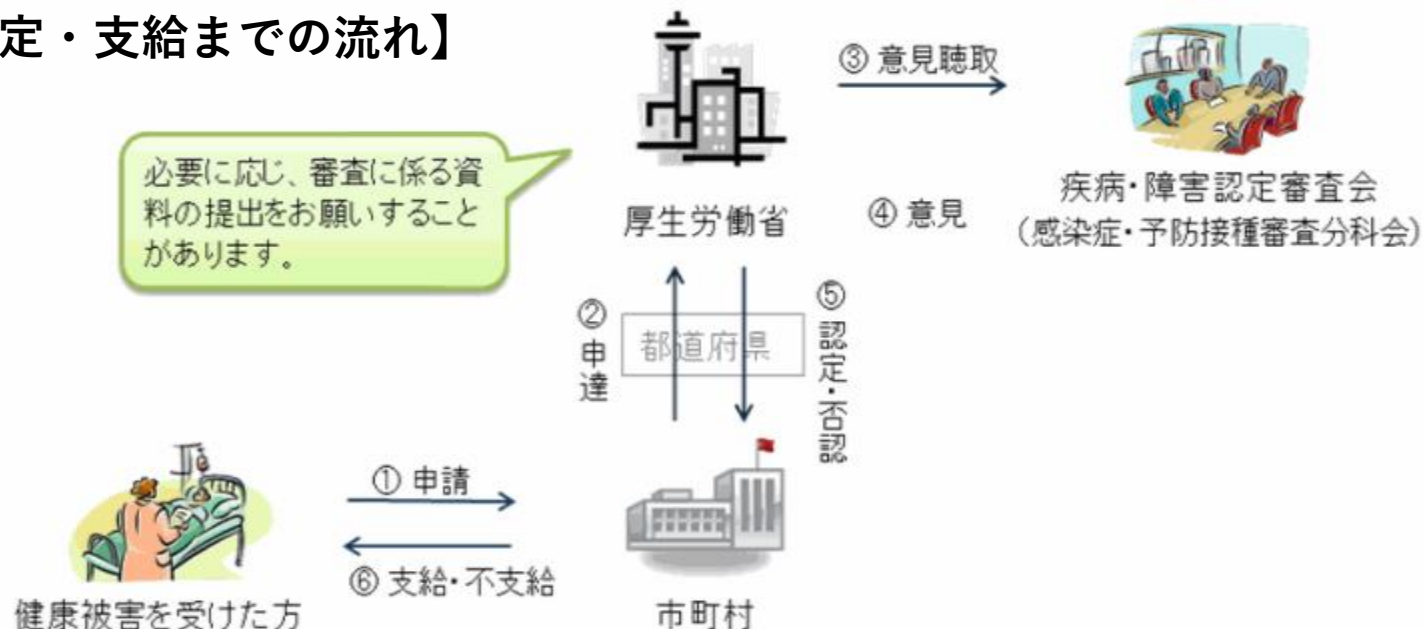 定・支給までの流れ】
③ 意見聴取
必要に応じ、審査に係る資
料の提出をお願いすること
があります。
厚生労働省
④ 意見
疾病・障害認定審査会
（感染症・予防接種審査分科会）
② 申達
都道府県
⑤ 認定・否認
① 申請
⑥ 支給・不支給
健康被害を受けた方
市町村